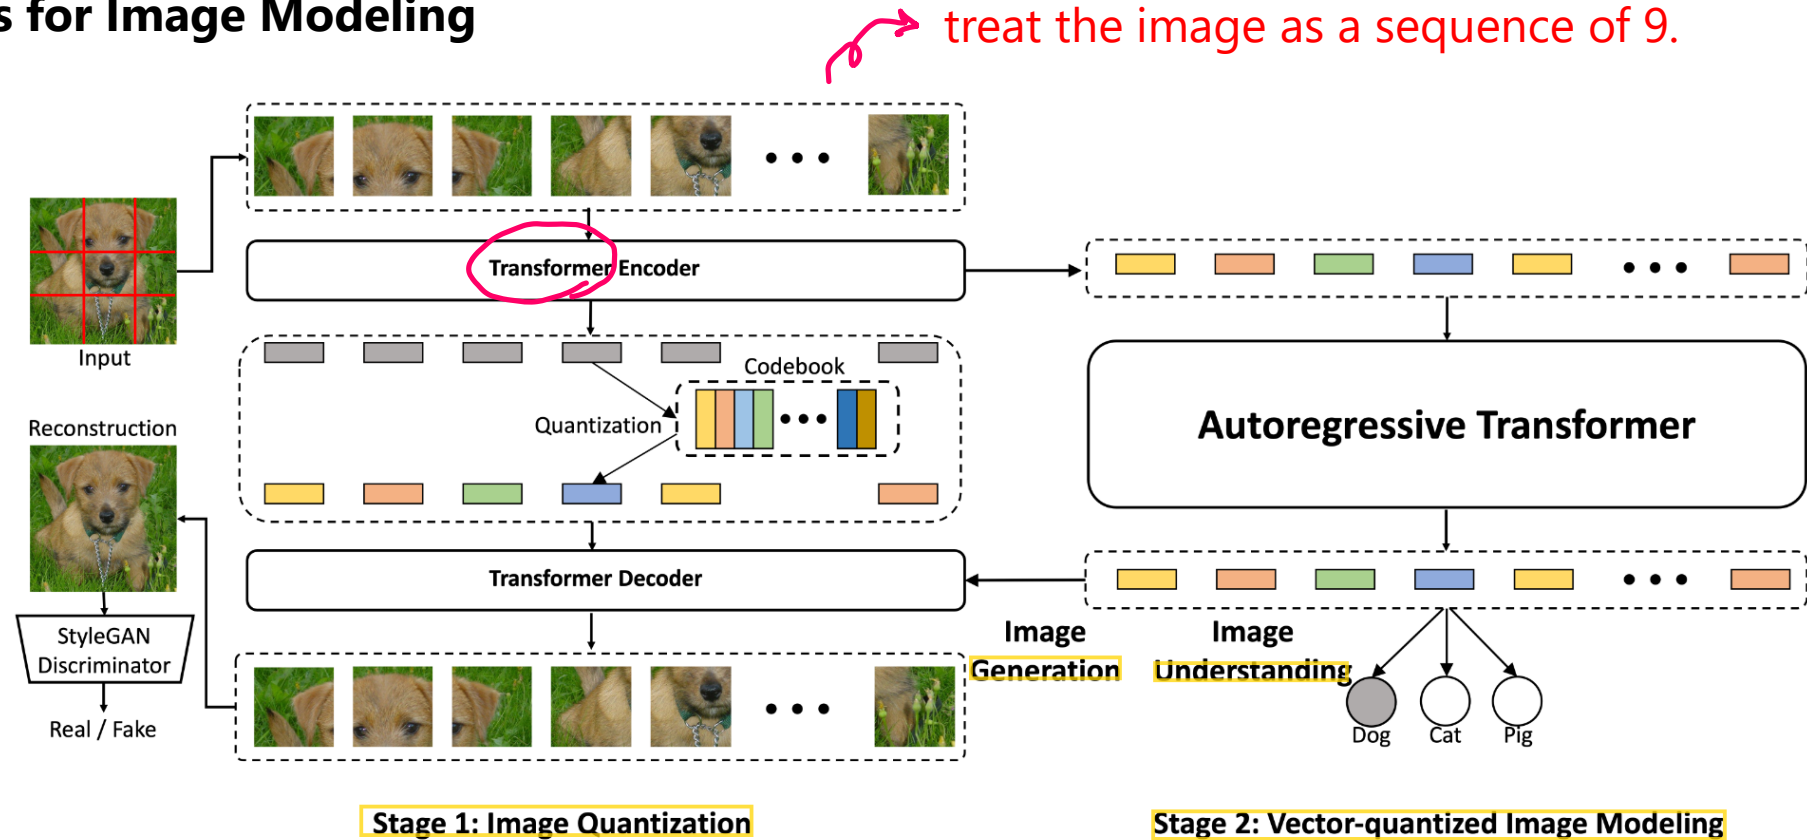 s for Image Modeling
treat the image as a sequence of 9.
Transformer Encoder
Input
Codebook
Quantization
Autoregressive Transformer
Reconstruction
Transformer Decoder
StyleGAN
Discriminator
Real / Fake
Image
Generation
Image
Understanding
Dog
Cat
Pig
Stage 1: Image Quantization
Stage 2: Vector-quantized Image Modeling